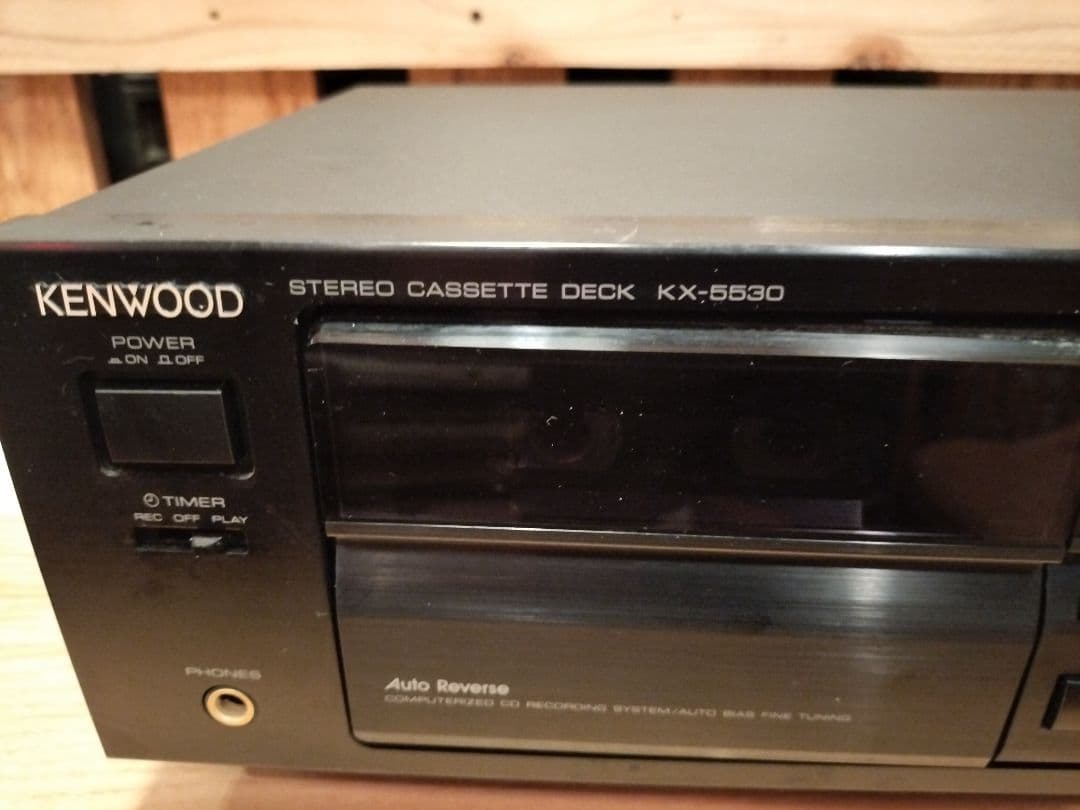 KENWOOD STEREO CASSETTE DECK KX-5530
POWER
ON OFF
TIMER
REC OFF PLAY
PHONES
Auto Reverse
COMPUTERIZED CD RECORDING SYSTEM/AUTO BIAS FINE TUNING